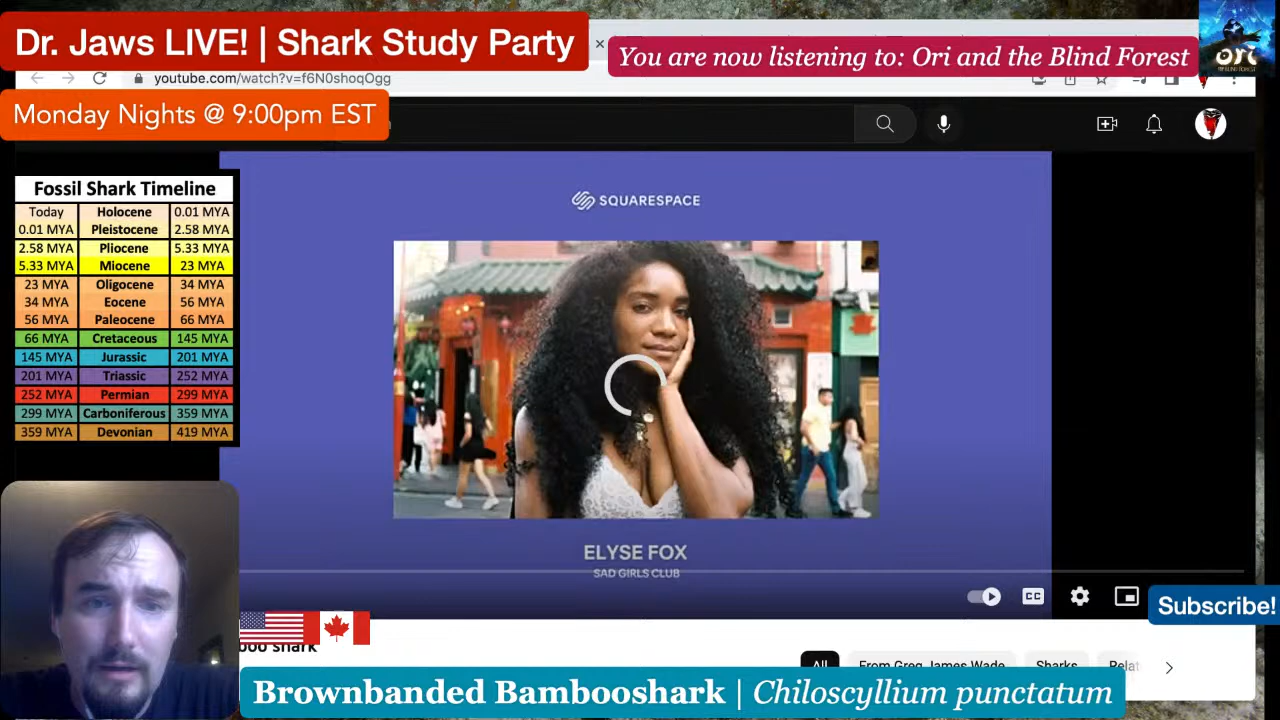 Dr. Jaws LIVE! | Shark Study Party
You are now listening to: Ori and the Blind Forest
ori
youtube.com/watch?v=f6N0shoqOgg
Monday Nights @ 9:00pm EST
SQUARESPACE
Fossil Shark Timeline
Today Holocene 0.01 MYA
0.01 MYA Pleistocene 2.58 MYA
2.58 MYA Pliocene 5.33 MYA
5.33 MYA Miocene 23 MYA
23 MYA Oligocene 34 MYA
34 MYA Eocene 56 MYA
56 MYA Paleocene 66 MYA
66 MYA Cretaceous 145 MYA
145 MYA Jurassic 201 MYA
201 MYA Triassic 252 MYA
252 MYA Permian 299 MYA
299 MYA Carboniferous 359 MYA
359 MYA Devonian 419 MYA
ELYSE FOX
SAD GIRLS CLUB
CC
Subscribe!
boo shark
All From Greg James Wade Sharks Relat
Brownbanded Bambooshark | Chiloscyllium punctatum